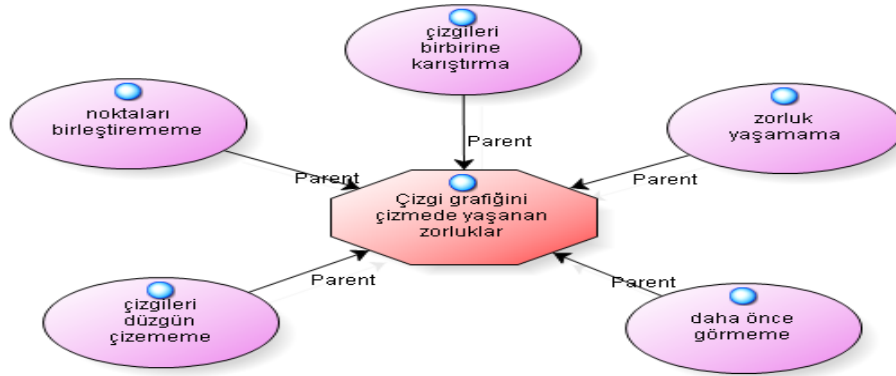 çizgileri
birbirine
karıştırma
noktaları
birleştirememe
zorluk
yaşamama
Parent
Parent
Parent
Çizgi grafiğini
çizmede yaşanan
zorluklar
Parent
Parent
çizgileri
düzgün
çizememe
daha önce
görmeme